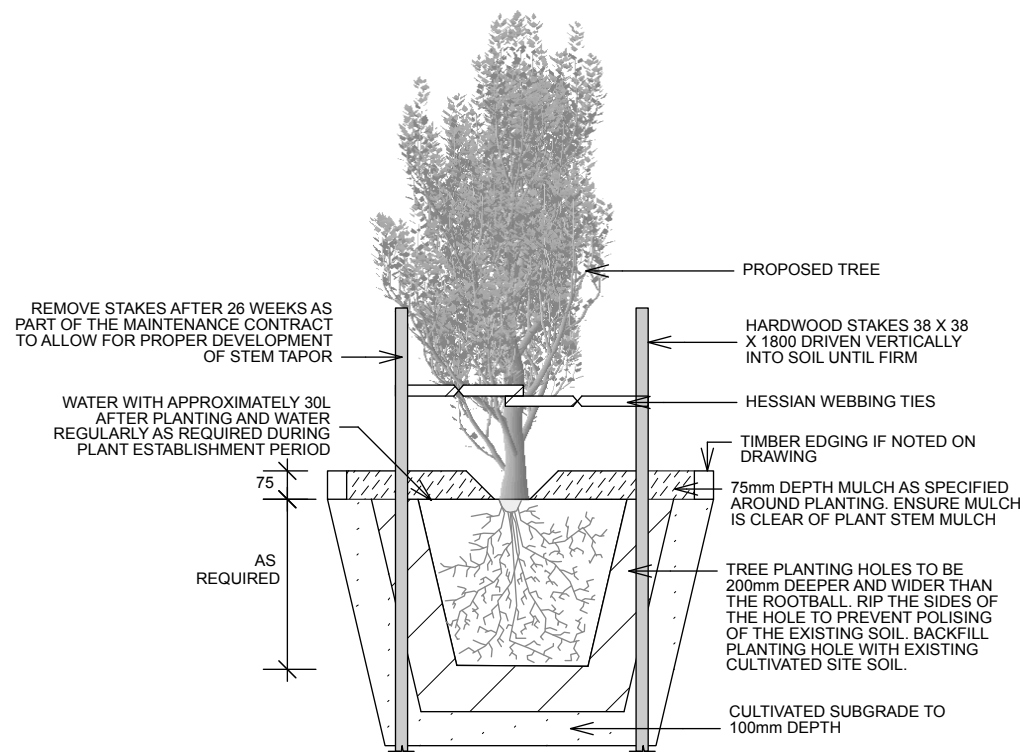 REMOVE STAKES AFTER 26 WEEKS AS
PART OF THE MAINTENANCE CONTRACT
TO ALLOW FOR PROPER DEVELOPMENT
OF STEM TAPOR
WATER WITH APPROXIMATELY 30L
AFTER PLANTING AND WATER
REGULARLY AS REQUIRED DURING
PLANT ESTABLISHMENT PERIOD
75
AS
REQUIRED
PROPOSED TREE
HARDWOOD STAKES 38 X 38
X 1800 DRIVEN VERTICALLY
INTO SOIL UNTIL FIRM
HESSIAN WEBBING TIES
TIMBER EDGING IF NOTED ON
DRAWING
75mm DEPTH MULCH AS SPECIFIED
AROUND PLANTING. ENSURE MULCH
IS CLEAR OF PLANT STEM MULCH
TREE PLANTING HOLES TO BE
200mm DEEPER AND WIDER THAN
THE ROOTBALL. RIP THE SIDES OF
THE HOLE TO PREVENT POLISING
OF THE EXISTING SOIL. BACKFILL
PLANTING HOLE WITH EXISTING
CULTIVATED SITE SOIL.
CULTIVATED SUBGRADE TO
100mm DEPTH